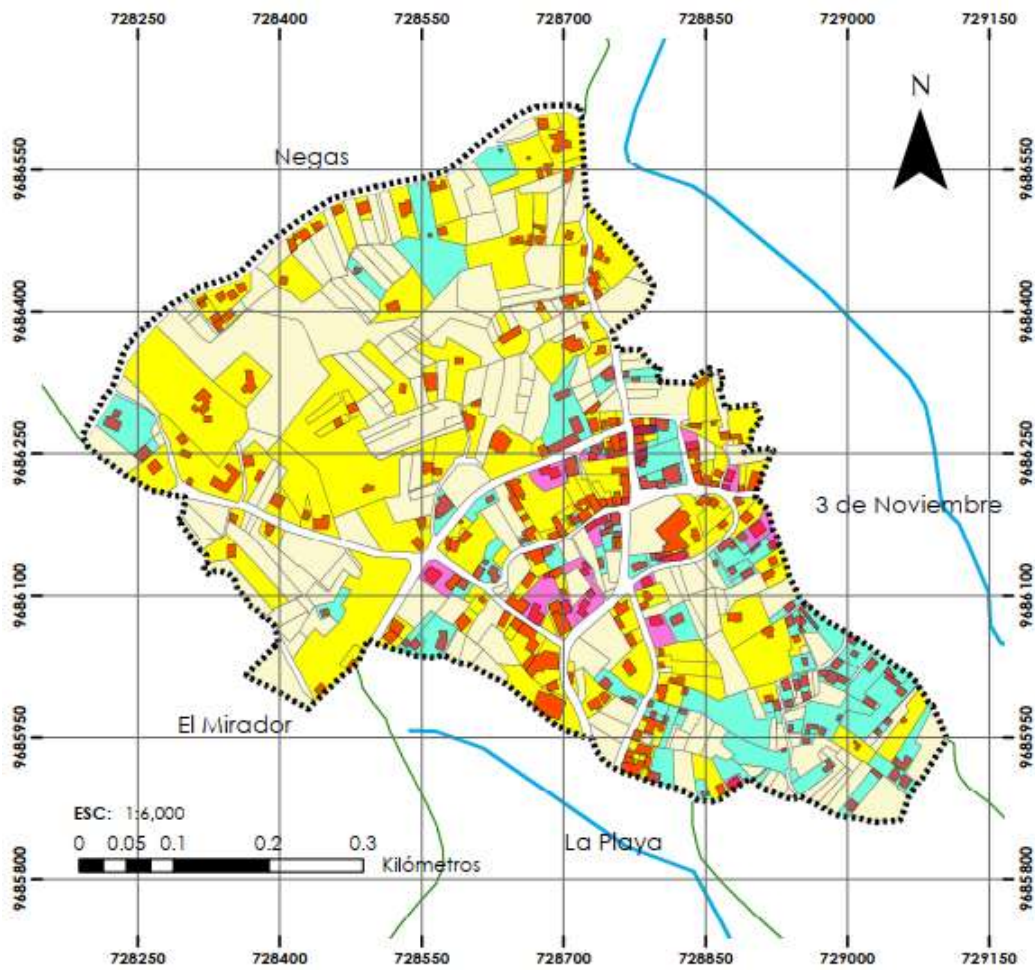 728250 728400 728550 728700 728850 729000 729150
N
9686550 Negas 9686550
9686400 9686400
9686250 9686250
3 de Noviembre
9686100 9686100
El Mirador
9685950 9685950
ESC: 1:6,000
0 0.05 0.1 0.2 0.3
Kilómetros
La Playa
9685800 9685800
728250 728400 728550 728700 728850 729000 729150